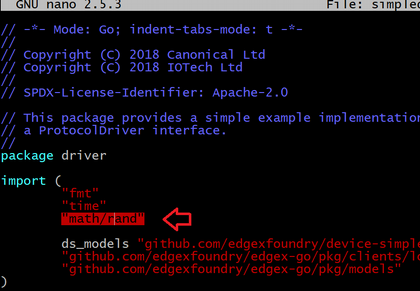 GNU nano 2.5.3 File: simple
// -*- Mode: Go; indent-tabs-mode: t -*-
//
// Copyright (C) 2018 Canonical Ltd
// Copyright (C) 2018 IOTech Ltd
//
// SPDX-License-Identifier: Apache-2.0
//
// This package provides a simple example implementation
// a ProtocolDriver interface.
//
package driver
import (
"fmt"
"time"
"math/rand"
ds_models "github.com/edgexfoundry/device-simple
"github.com/edgexfoundry/edgex-go/pkg/clients/lo
"github.com/edgexfoundry/edgex-go/pkg/models"
)